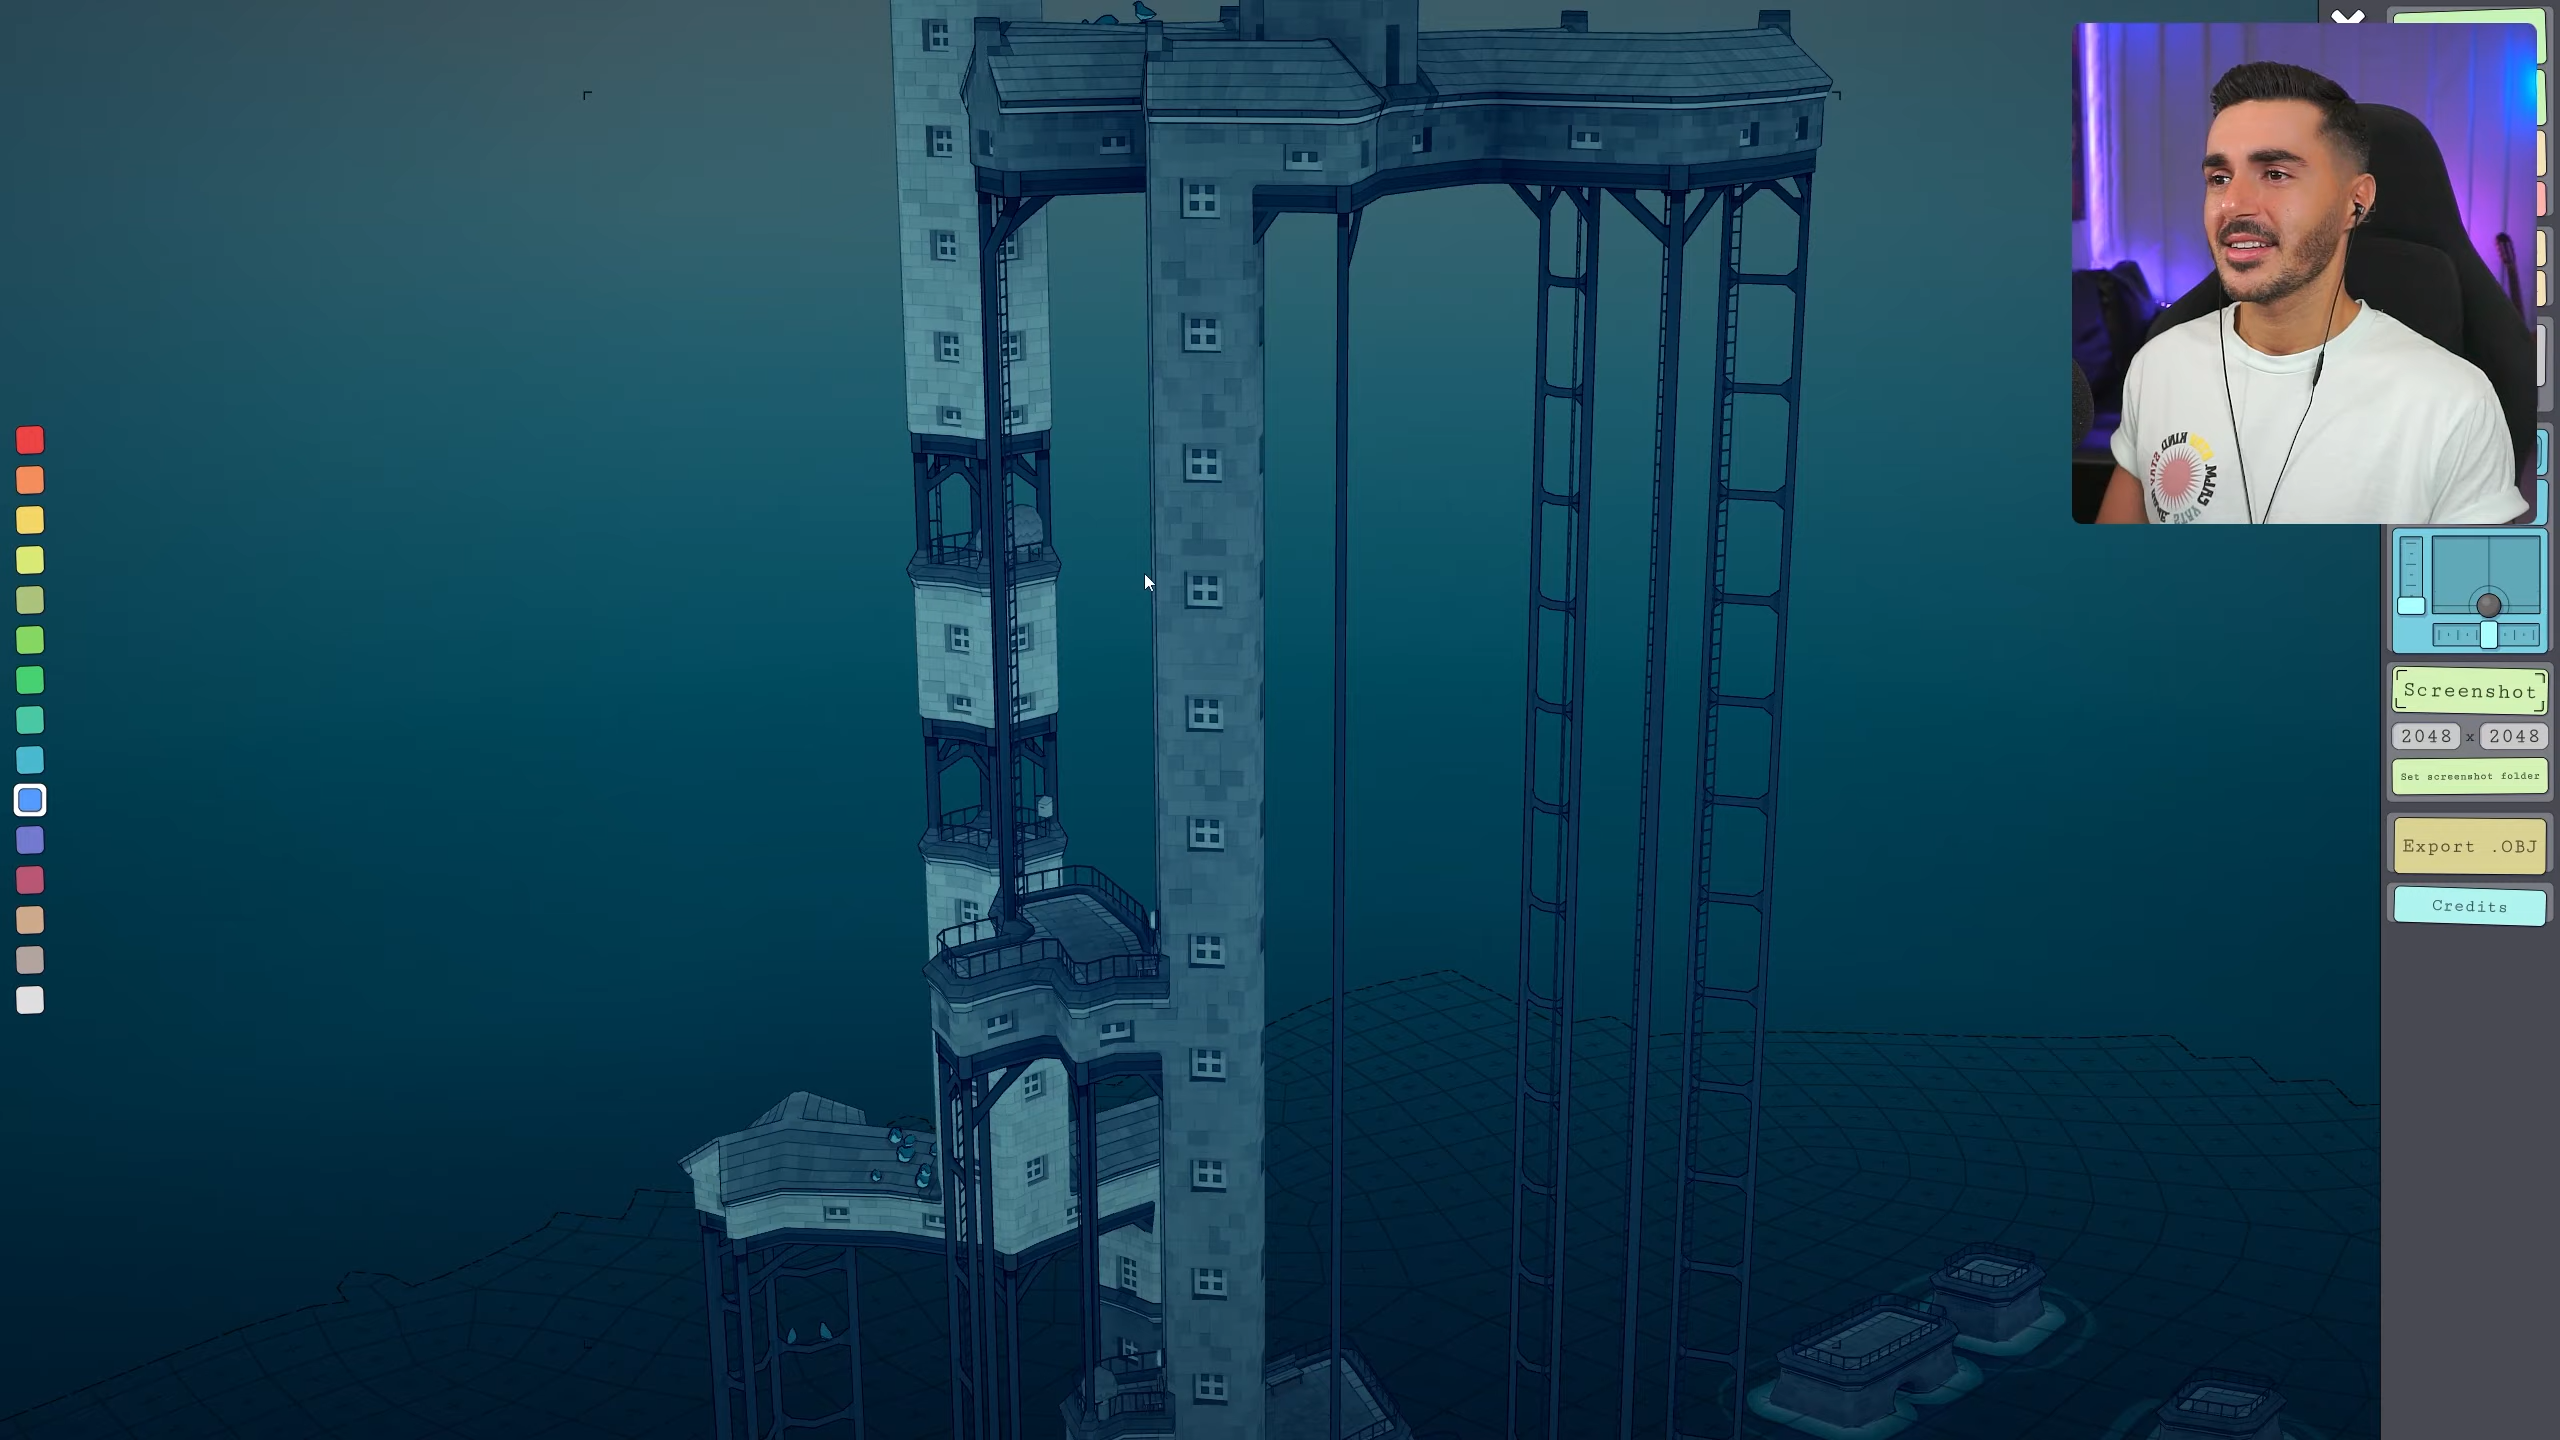 Screenshot
2048 x 2048
Set screenshot folder
Export .OBJ
Credits